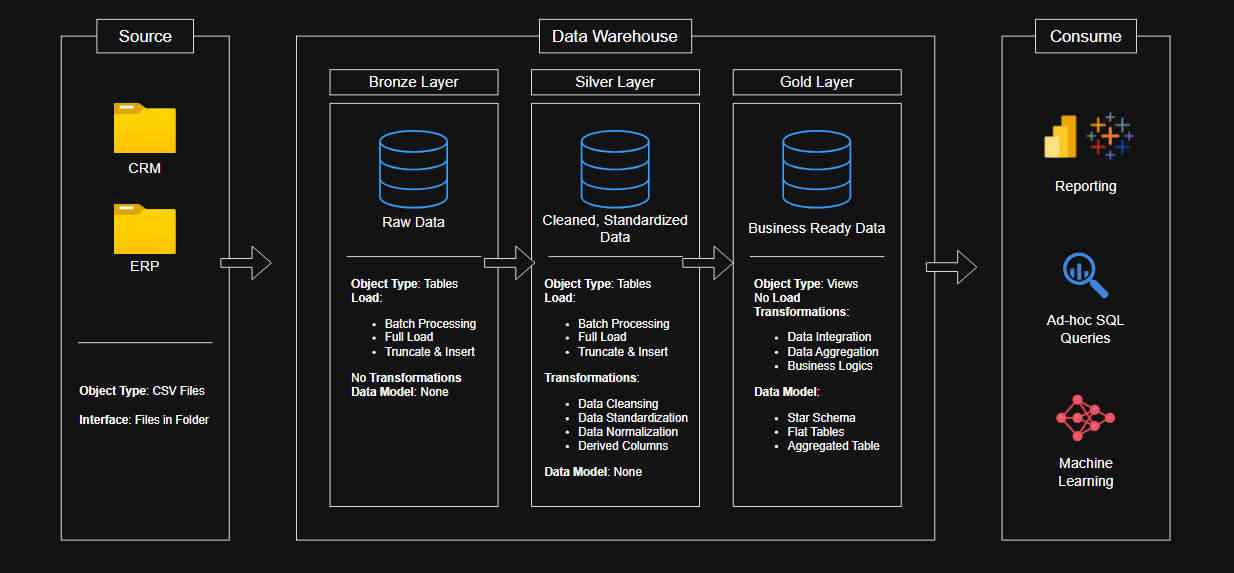 Source
CRM
ERP
Object Type: CSV Files
Interface: Files in Folder
Data Warehouse
Bronze Layer
Raw Data
Object Type: Tables
Load:
Batch Processing
Full Load
Truncate & Insert
No Transformations
Data Model: None
Silver Layer
Cleaned, Standardized
Data
Object Type: Tables
Load:
Batch Processing
Full Load
Truncate & Insert
Transformations:
Data Cleansing
Data Standardization
Data Normalization
Derived Columns
Data Model: None
Gold Layer
Business Ready Data
Object Type: Views
No Load
Transformations:
Data Integration
Data Aggregation
Business Logics
Data Model:
Star Schema
Flat Tables
Aggregated Table
Consume
Reporting
Ad-hoc SQL
Queries
Machine
Learning